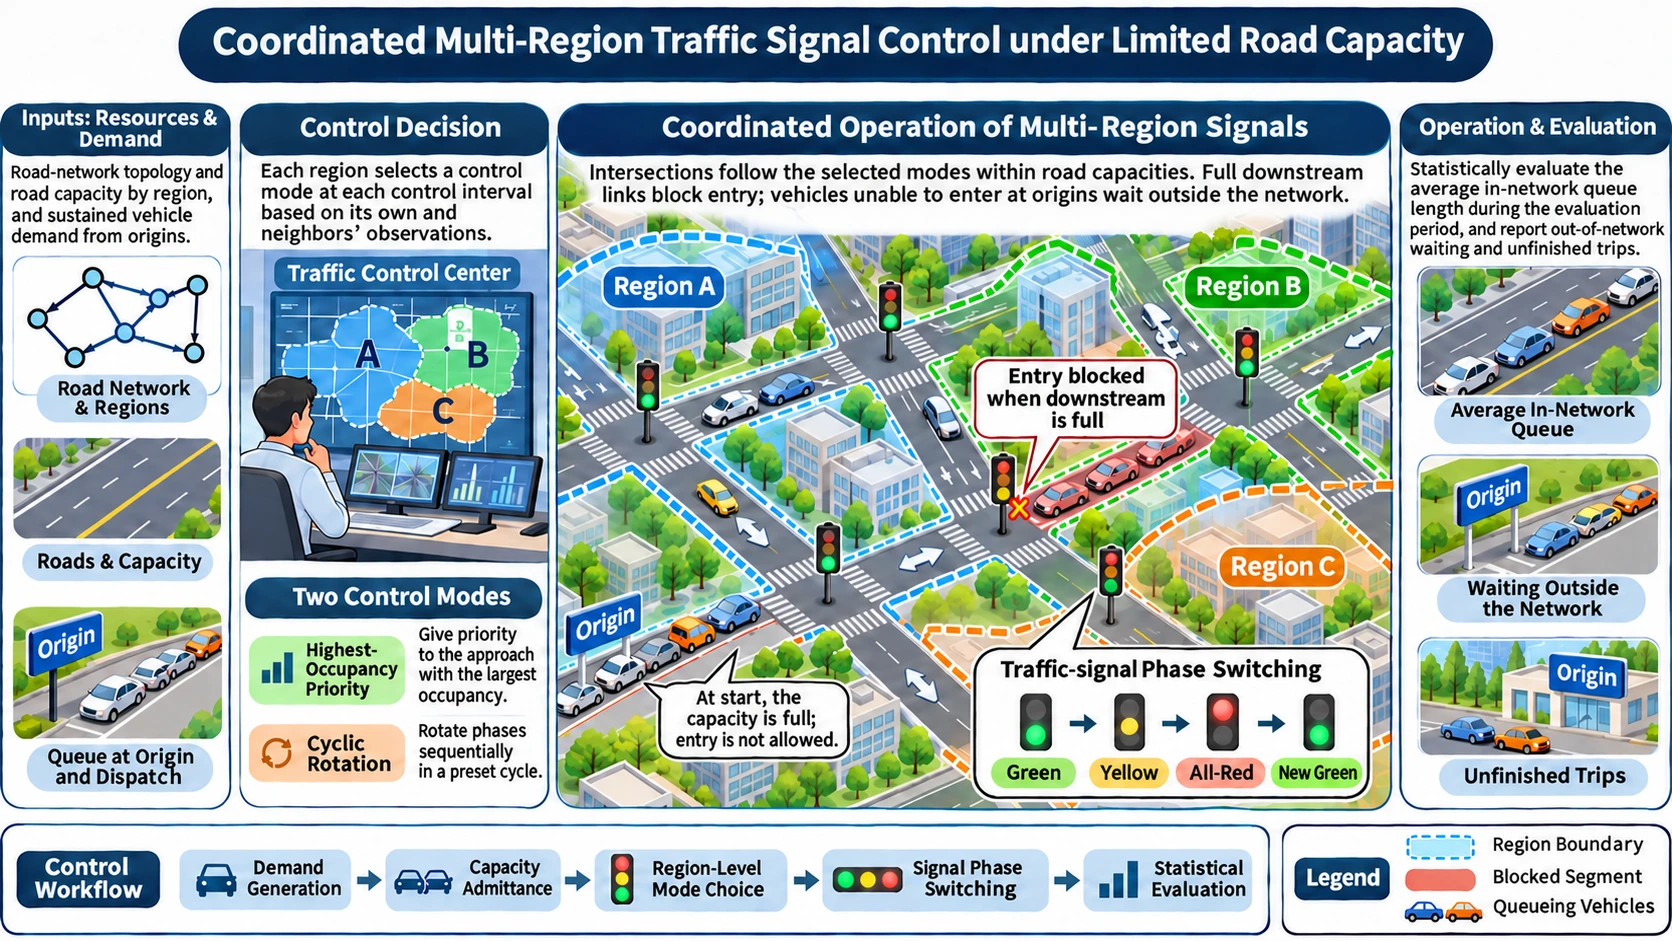 Coordinated Multi-Region Traffic Signal Control under Limited Road Capacity
Inputs: Resources &
Demand
Road-network topology and
road capacity by region,
and sustained vehicle
demand from origins.
Road Network
& Regions
Roads & Capacity
Origin
Queue at Origin
and Dispatch
Control Decision
Each region selects a control
mode at each control interval
based on its own and
neighbors' observations.
Traffic Control Center
A
B
C
Two Control Modes
Highest-
Occupancy
Priority
Give priority
to the approach
with the largest
occupancy.
Cyclic
Rotation
Rotate phases
sequentially
in a preset cycle.
Coordinated Operation of Multi-Region Signals
Intersections follow the selected modes within road capacities. Full downstream
links block entry; vehicles unable to enter at origins wait outside the network.
Region A
Region B
Entry blocked
when downstream
is full
Region C
Origin
At start, the
capacity is full;
entry is not allowed.
Traffic-signal Phase Switching
Green
Yellow
All-Red
New Green
Operation & Evaluation
Statistically evaluate the
average in-network queue
length during the evaluation
period, and report out-of-network
waiting and unfinished trips.
Average In-Network
Queue
Origin
Waiting Outside
the Network
Origin
Unfinished Trips
Control
Workflow
Demand
Generation
Capacity
Admittance
Region-Level
Mode Choice
Signal Phase
Switching
Statistical
Evaluation
Legend
Region Boundary
Blocked Segment
Queueing Vehicles